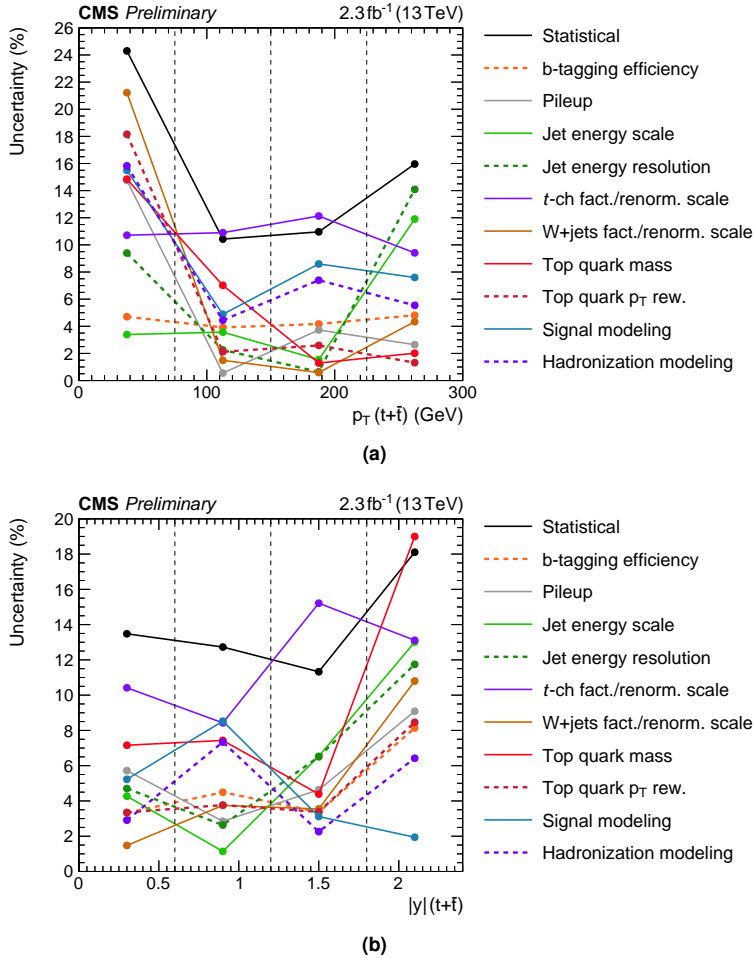 CMS Preliminary 2.3 fb⁻¹ (13 TeV)
Uncertainty (%)
26
24
22
20
18
16
14
12
10
8
6
4
2
0
0 100 200 300
p_T (t+t̄) (GeV)
Statistical
b-tagging efficiency
Pileup
Jet energy scale
Jet energy resolution
t-ch fact./renorm. scale
W+jets fact./renorm. scale
Top quark mass
Top quark p_T rew.
Signal modeling
Hadronization modeling
(a)
CMS Preliminary 2.3 fb⁻¹ (13 TeV)
Uncertainty (%)
20
18
16
14
12
10
8
6
4
2
0
0 0.5 1 1.5 2
|y| (t+t̄)
Statistical
b-tagging efficiency
Pileup
Jet energy scale
Jet energy resolution
t-ch fact./renorm. scale
W+jets fact./renorm. scale
Top quark mass
Top quark p_T rew.
Signal modeling
Hadronization modeling
(b)